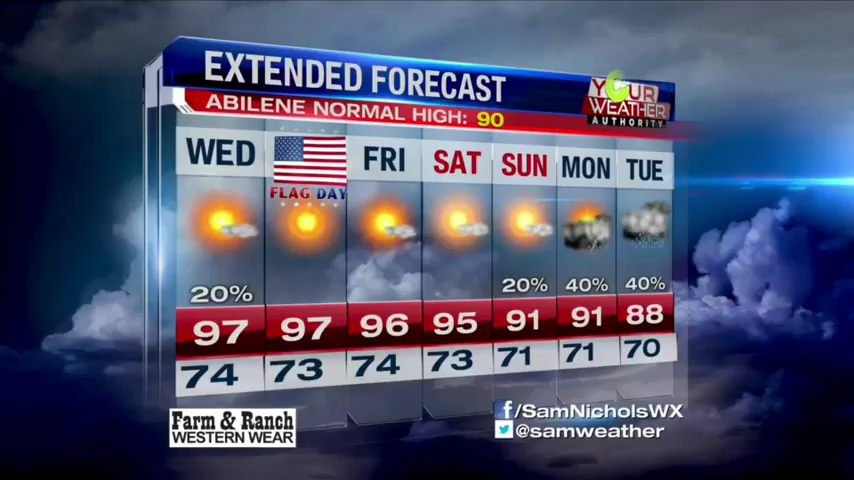 EXTENDED FORECAST
ABILENE NORMAL HIGH: 90
YOUR
WEATHER
AUTHORITY
WED FLAG DAY FRI SAT SUN MON TUE
20% 20% 40% 40%
97 97 96 95 91 91 88
74 73 74 73 71 71 70
Farm & Ranch
WESTERN WEAR
f/SamNicholsWX
@samweather